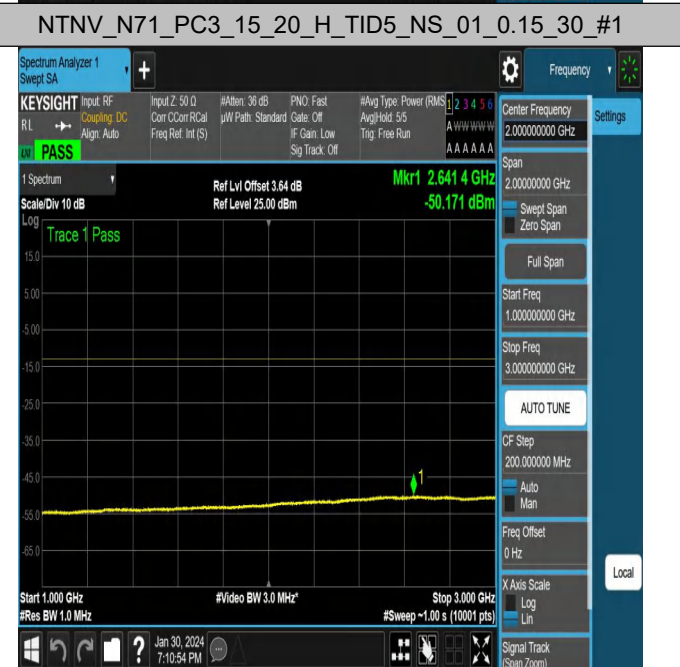 NTNV_N71_PC3_15_20_H_TID5_NS_01_0.15_30_#1
Spectrum Analyzer 1
Swept SA
Frequency
KEYSIGHT
RL
PASS
Input: RF
Coupling: DC
Align: Auto
Input Z: 50 Ω
Corr CCorr RCal
Freq Ref: Int (S)
#Atten: 36 dB
µW Path: Standard
PNO: Fast
Gate: Off
IF Gain: Low
Sig Track: Off
#Avg Type: Power (RMS
Avg|Hold: 5/5
Trig: Free Run
1 2 3 4 5 6
A W W W W W
A A A A A A
Center Frequency
2.000000000 GHz
Settings
Span
2.00000000 GHz
Swept Span
Zero Span
Full Span
Start Freq
1.000000000 GHz
Stop Freq
3.000000000 GHz
AUTO TUNE
CF Step
200.000000 MHz
Auto
Man
Freq Offset
0 Hz
X Axis Scale
Log
Lin
Signal Track
(Span Zoom)
Local
1 Spectrum
Scale/Div 10 dB
Log
Ref Lvl Offset 3.64 dB
Ref Level 25.00 dBm
Mkr1 2.641 4 GHz
-50.171 dBm
Trace 1 Pass
15.0
5.00
-5.00
-15.0
-25.0
-35.0
-45.0
-55.0
-65.0
1
Start 1.000 GHz
#Res BW 1.0 MHz
#Video BW 3.0 MHz*
Stop 3.000 GHz
#Sweep ~1.00 s (10001 pts)
?
Jan 30, 2024
7:10:54 PM